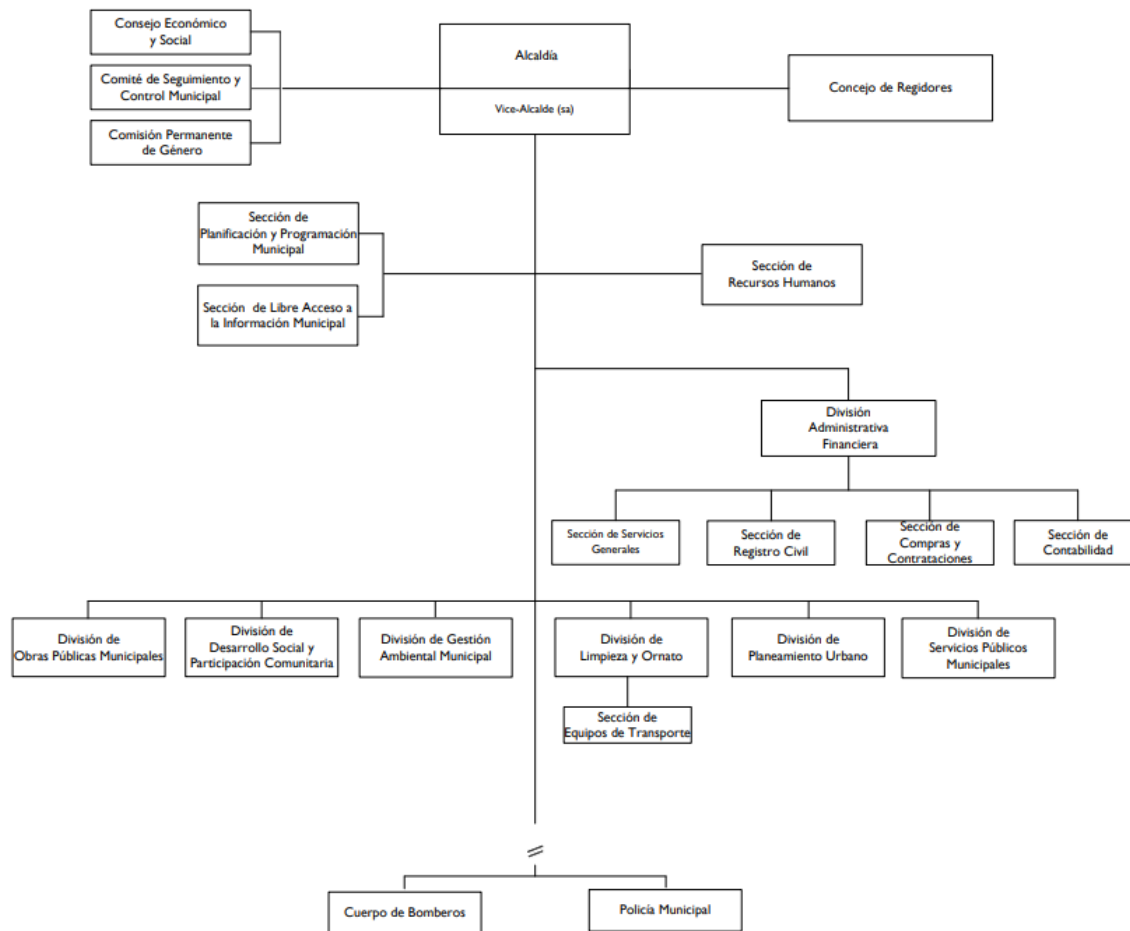 Consejo Económico
y Social
Comité de Seguimiento y
Control Municipal
Comisión Permanente
de Género
Alcaldía
Vice-Alcalde (sa)
Concejo de Regidores
Sección de
Planificación y Programación
Municipal
Sección de Libre Acceso a
la Información Municipal
Sección de
Recursos Humanos
División
Administrativa
Financiera
Sección de Servicios
Generales
Sección de
Registro Civil
Sección de
Compras y
Contrataciones
Sección de
Contabilidad
División de
Obras Públicas Municipales
División de
Desarrollo Social y
Participación Comunitaria
División de Gestión
Ambiental Municipal
División de
Limpieza y Ornato
División de
Planeamiento Urbano
División de
Servicios Públicos
Municipales
Sección de
Equipos de Transporte
Cuerpo de Bomberos
Policía Municipal